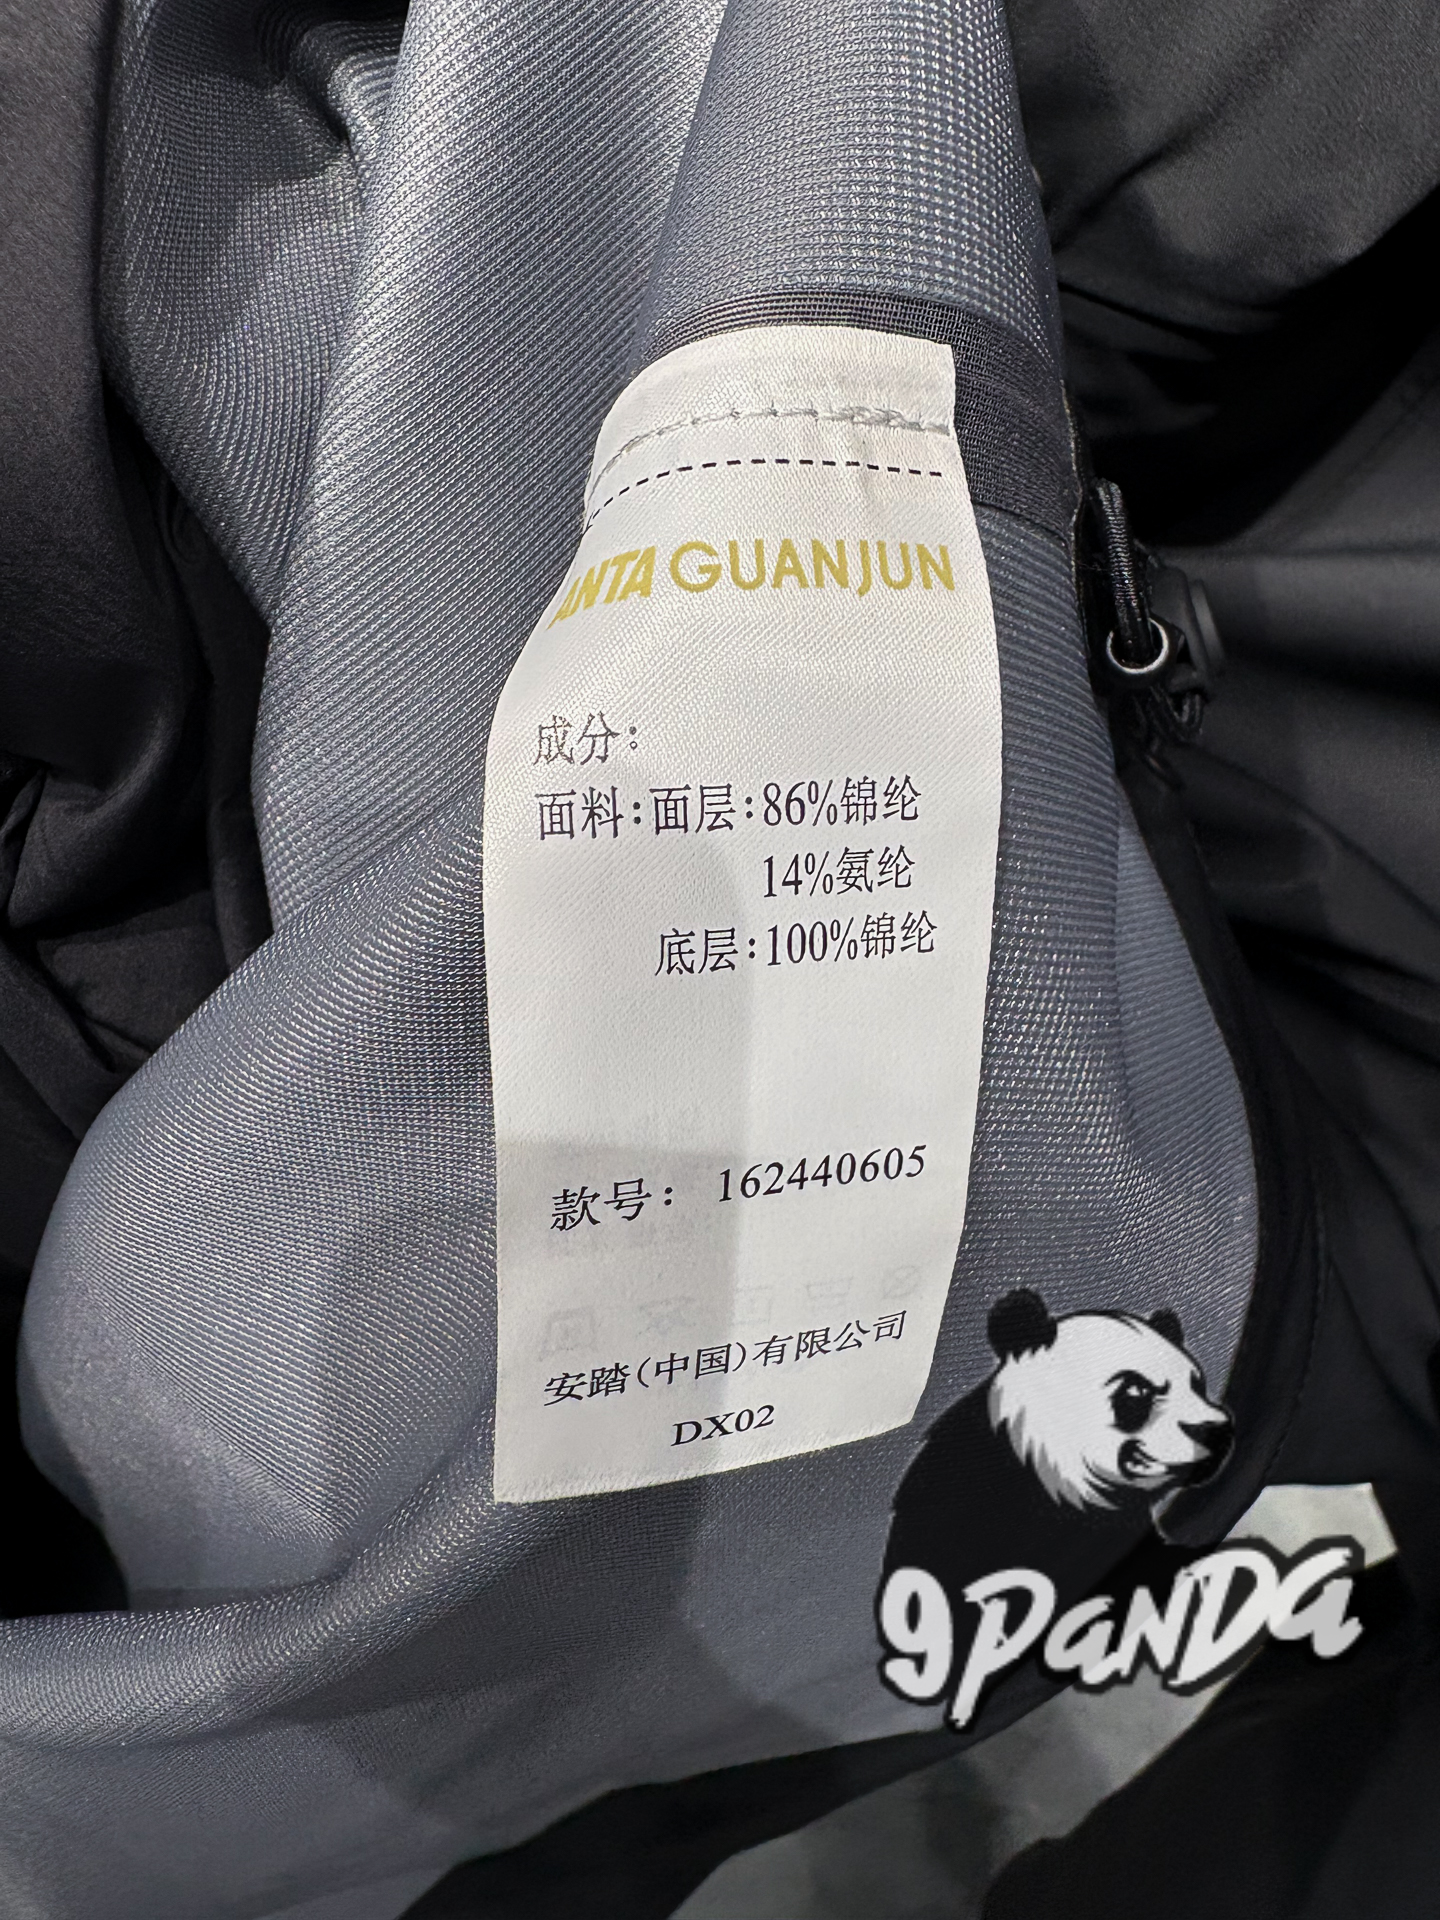 ANTA GUANJUN
成分:
面料:面层:86%锦纶
14%氨纶
底层:100%锦纶
款号: 162440605
安踏(中国)有限公司
DX02
9PANDA